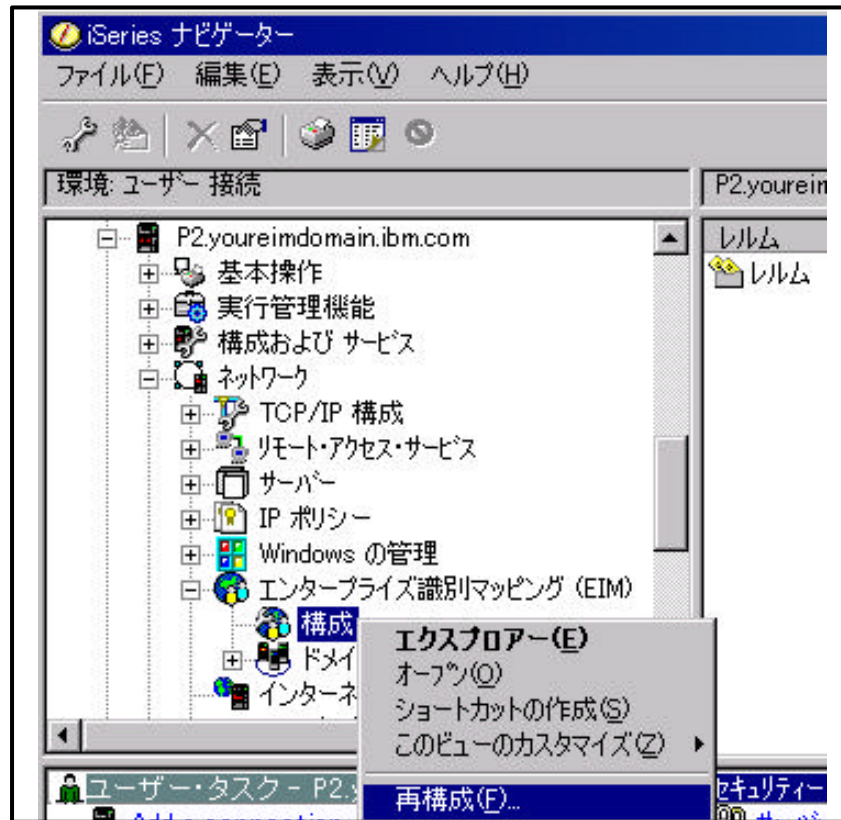 iSeries ナビゲーター
ファイル(F) 編集(E) 表示(V) ヘルプ(H)
環境: ユーザー 接続
P2.yourein
P2.youreimdomain.ibm.com
レルム
基本操作
レルム
実行管理機能
構成および サービス
ネットワーク
TCP/IP 構成
リモート・アクセス・サービス
サーバー
IP ポリシー
Windows の管理
エンタープライズ識別マッピング (EIM)
構成
ドメイ
インターネ
エクスプロアー(E)
オープン(O)
ショートカットの作成(S)
このビューのカスタマイズ(Z)
再構成(F)...
ユーザー・タスク - P2.
セキュリティー
Add a connection